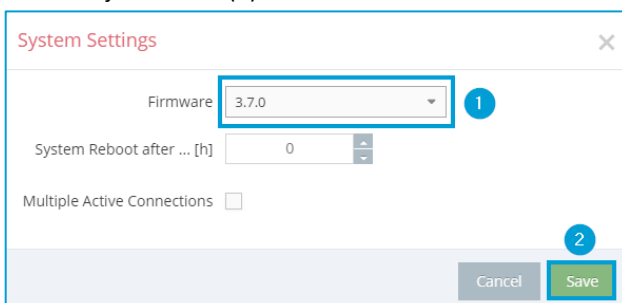 System Settings
Firmware 3.7.0 1
System Reboot after ... [h] 0
Multiple Active Connections
2
Cancel Save